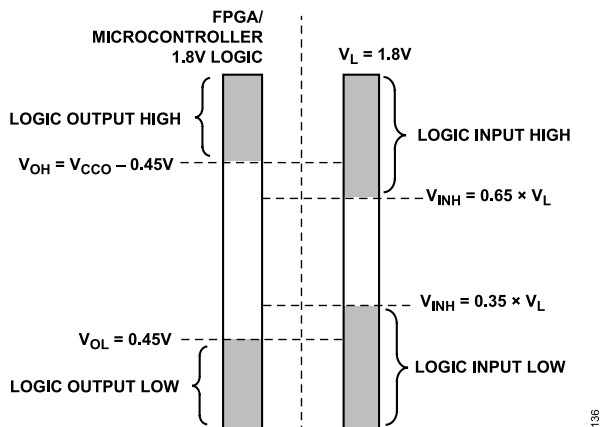 FPGA/
MICROCONTROLLER
1.8V LOGIC
VL = 1.8V
LOGIC OUTPUT HIGH
LOGIC INPUT HIGH
VOH = VCCO – 0.45V
VINH = 0.65 × VL
VINH = 0.35 × VL
VOL = 0.45V
LOGIC INPUT LOW
LOGIC OUTPUT LOW
136